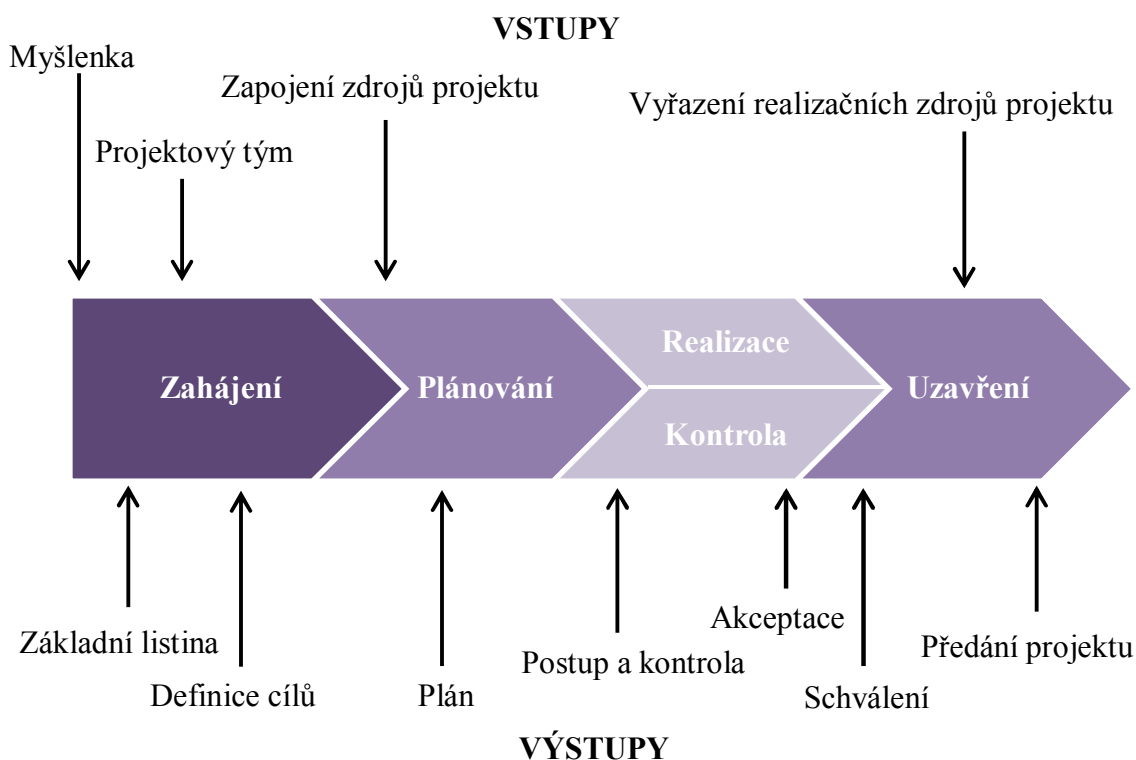 VSTUPY
Myšlenka
Zapojení zdrojů projektu
Vyřazení realizačních zdrojů projektu
Projektový tým
Zahájení
Plánování
Realizace
Kontrola
Uzavření
Základní listina
Definice cílů
Plán
Postup a kontrola
Akceptace
Schválení
Předání projektu
VÝSTUPY